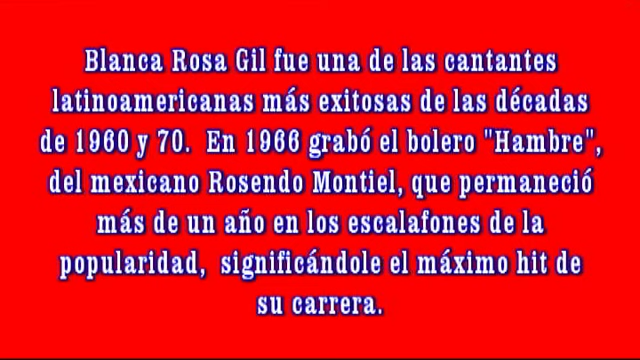 Blanca Rosa Gil fue una de las cantantes
latinoamericanas más exitosas de las décadas
de 1960 y 70.  En 1966 grabó el bolero "Hambre",
del mexicano Rosendo Montiel, que permaneció
más de un año en los escalafones de la
popularidad,  significándole el máximo hit de
su carrera.